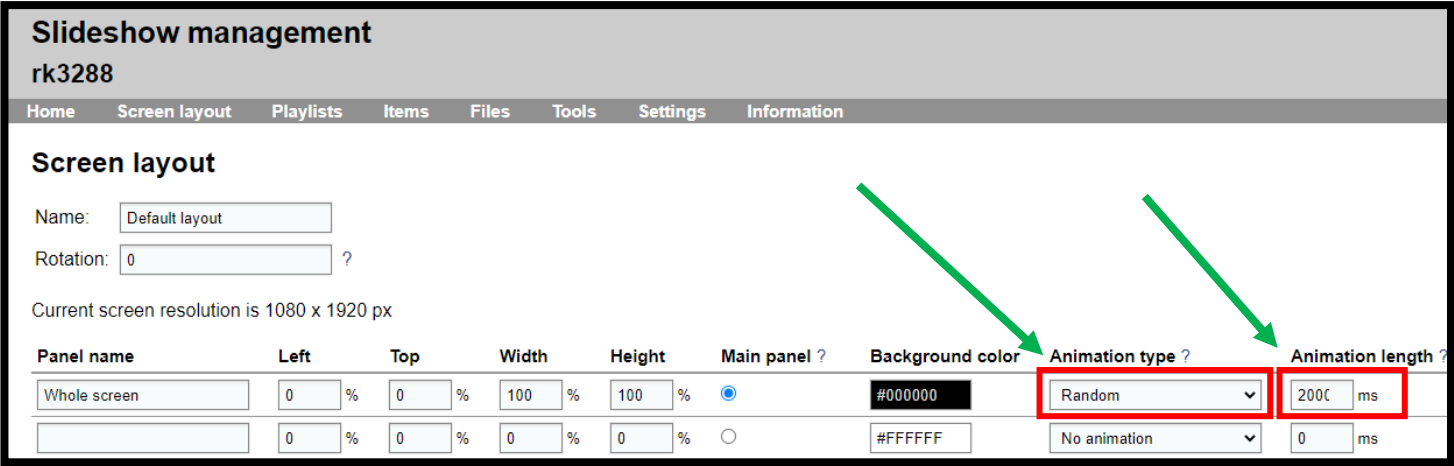 Slideshow management
rk3288
Home Screen layout Playlists Items Files Tools Settings Information
Screen layout
Name: Default layout
Rotation: 0 ?
Current screen resolution is 1080 x 1920 px
Panel name Left Top Width Height Main panel ? Background color Animation type ? Animation length ?
Whole screen 0 % 0 % 100 % 100 % #000000 Random 2000 ms
0 % 0 % 0 % 0 % #FFFFFF No animation 0 ms